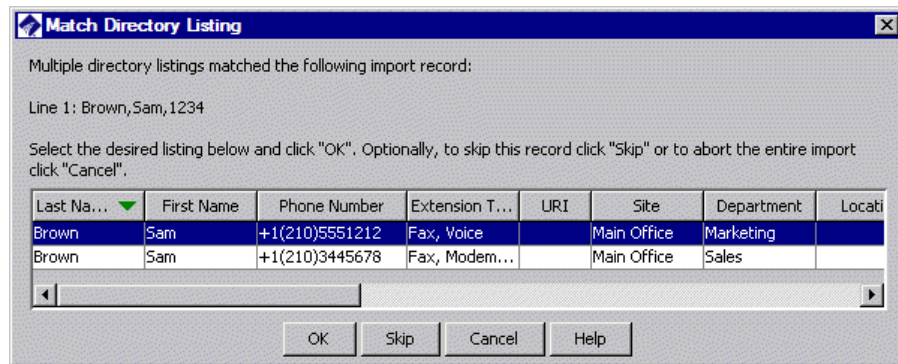 Match Directory Listing
Multiple directory listings matched the following import record:
Line 1: Brown,Sam,1234
Select the desired listing below and click "OK". Optionally, to skip this record click "Skip" or to abort the entire import
click "Cancel".
Last Na... First Name Phone Number Extension T... URI Site Department Locati
Brown Sam +1(210)5551212 Fax, Voice Main Office Marketing
Brown Sam +1(210)3445678 Fax, Modem... Main Office Sales
OK Skip Cancel Help